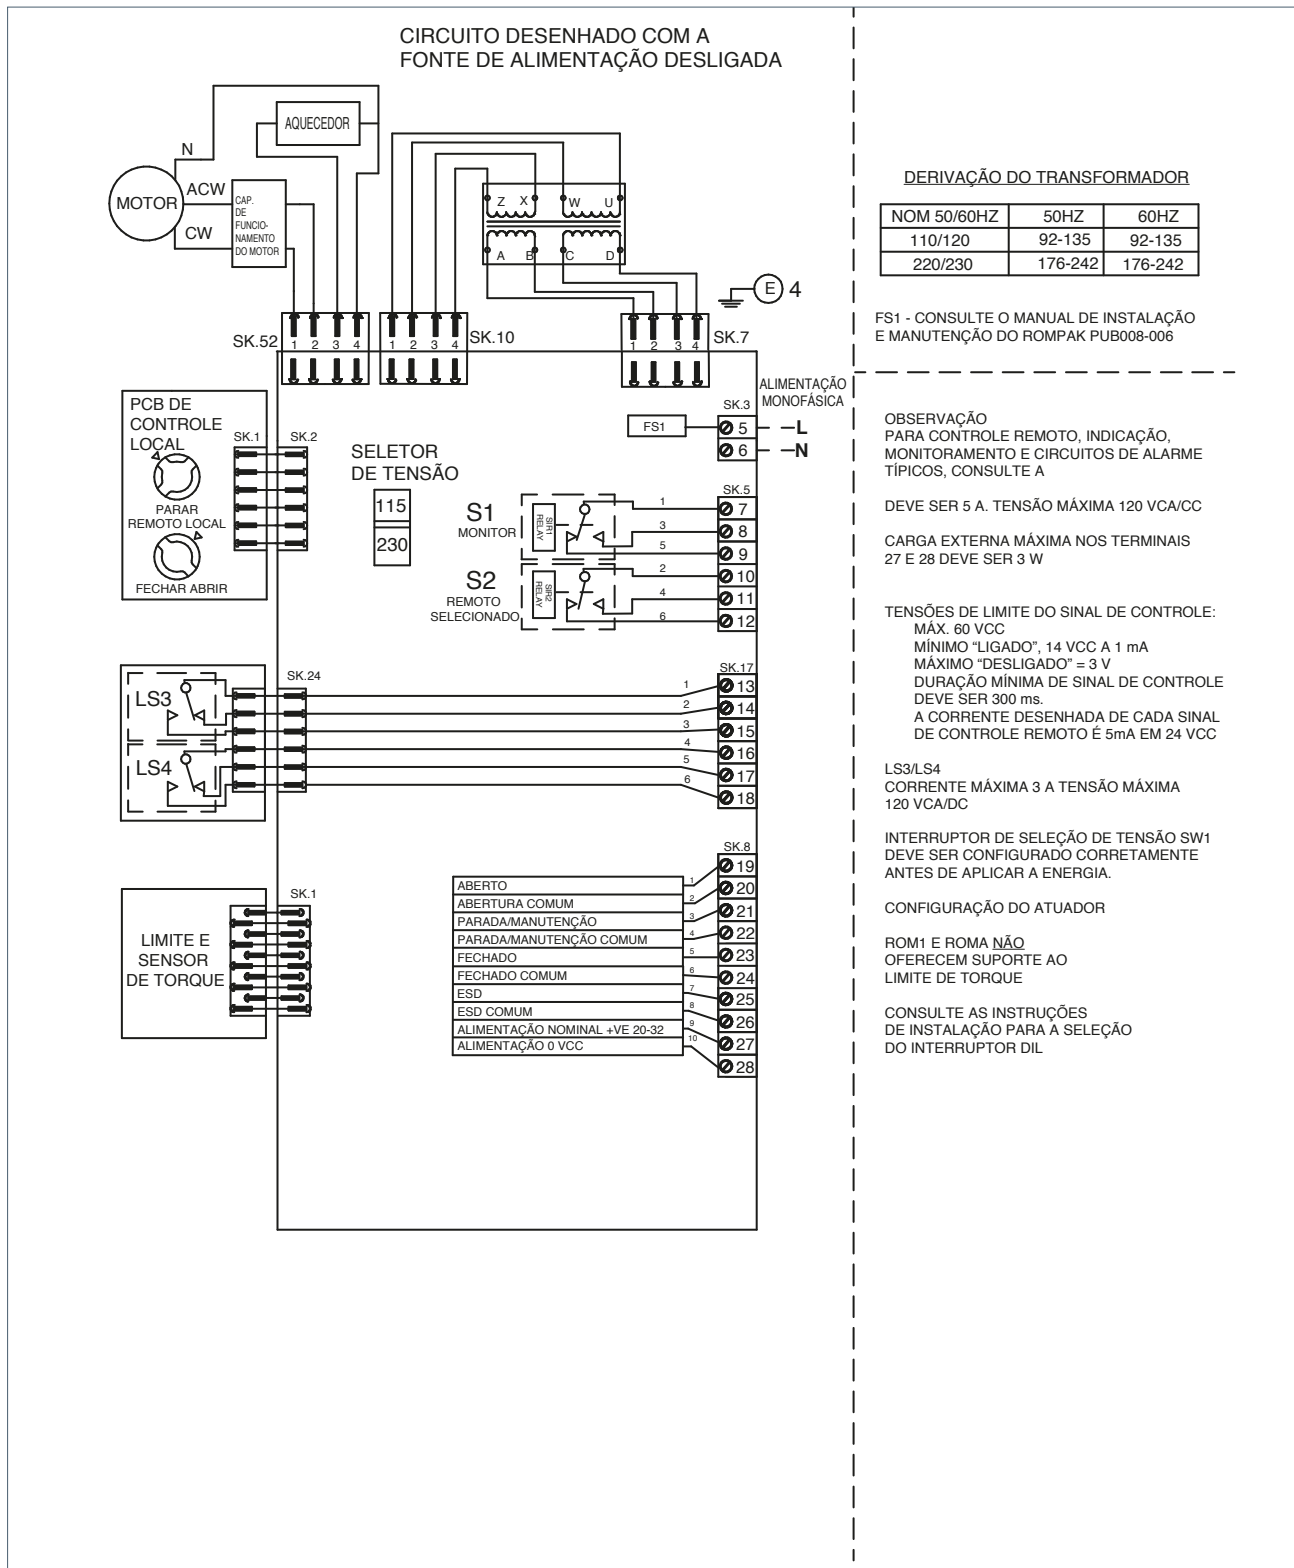 CIRCUITO DESENHADO COM A
FONTE DE ALIMENTAÇÃO DESLIGADA
AQUECEDOR
N
MOTOR
ACW
CW
CAP.
DE
FUNCIO-
NAMENTO
DO MOTOR
Z X W U
A B C D
E 4
SK.52
1 2 3 4
1 2 3 4
SK.10
1 2 3 4
SK.7
PCB DE
CONTROLE
LOCAL
SK.1
SK.2
PARAR
REMOTO LOCAL
FECHAR ABRIR
SELETOR
DE TENSÃO
115
230
ALIMENTAÇÃO
MONOFÁSICA
SK.3
FS1
5
L
6
N
SK.5
S1
MONITOR
SIR1
RELAY
1
7
3
8
5
9
S2
REMOTO
SELECIONADO
SIR2
RELAY
2
10
4
11
6
12
LS3
LS4
SK.24
SK.17
1
13
2
14
3
15
4
16
5
17
6
18
LIMITE E
SENSOR
DE TORQUE
SK.1
SK.8
ABERTO 1 19
ABERTURA COMUM 2 20
PARADA/MANUTENÇÃO 3 21
PARADA/MANUTENÇÃO COMUM 4 22
FECHADO 5 23
FECHADO COMUM 6 24
ESD 7 25
ESD COMUM 8 26
ALIMENTAÇÃO NOMINAL +VE 20-32 9 27
ALIMENTAÇÃO 0 VCC 10 28
DERIVAÇÃO DO TRANSFORMADOR
NOM 50/60HZ 50HZ 60HZ
110/120 92-135 92-135
220/230 176-242 176-242
FS1 - CONSULTE O MANUAL DE INSTALAÇÃO
E MANUTENÇÃO DO ROMPAK PUB008-006
OBSERVAÇÃO
PARA CONTROLE REMOTO, INDICAÇÃO,
MONITORAMENTO E CIRCUITOS DE ALARME
TÍPICOS, CONSULTE A
DEVE SER 5 A. TENSÃO MÁXIMA 120 VCA/CC
CARGA EXTERNA MÁXIMA NOS TERMINAIS
27 E 28 DEVE SER 3 W
TENSÕES DE LIMITE DO SINAL DE CONTROLE:
MÁX. 60 VCC
MÍNIMO “LIGADO”, 14 VCC A 1 mA
MÁXIMO “DESLIGADO” = 3 V
DURAÇÃO MÍNIMA DE SINAL DE CONTROLE
DEVE SER 300 ms.
A CORRENTE DESENHADA DE CADA SINAL
DE CONTROLE REMOTO É 5mA EM 24 VCC
LS3/LS4
CORRENTE MÁXIMA 3 A TENSÃO MÁXIMA
120 VCA/DC
INTERRUPTOR DE SELEÇÃO DE TENSÃO SW1
DEVE SER CONFIGURADO CORRETAMENTE
ANTES DE APLICAR A ENERGIA.
CONFIGURAÇÃO DO ATUADOR
ROM1 E ROMA NÃO
OFERECEM SUPORTE AO
LIMITE DE TORQUE
CONSULTE AS INSTRUÇÕES
DE INSTALAÇÃO PARA A SELEÇÃO
DO INTERRUPTOR DIL